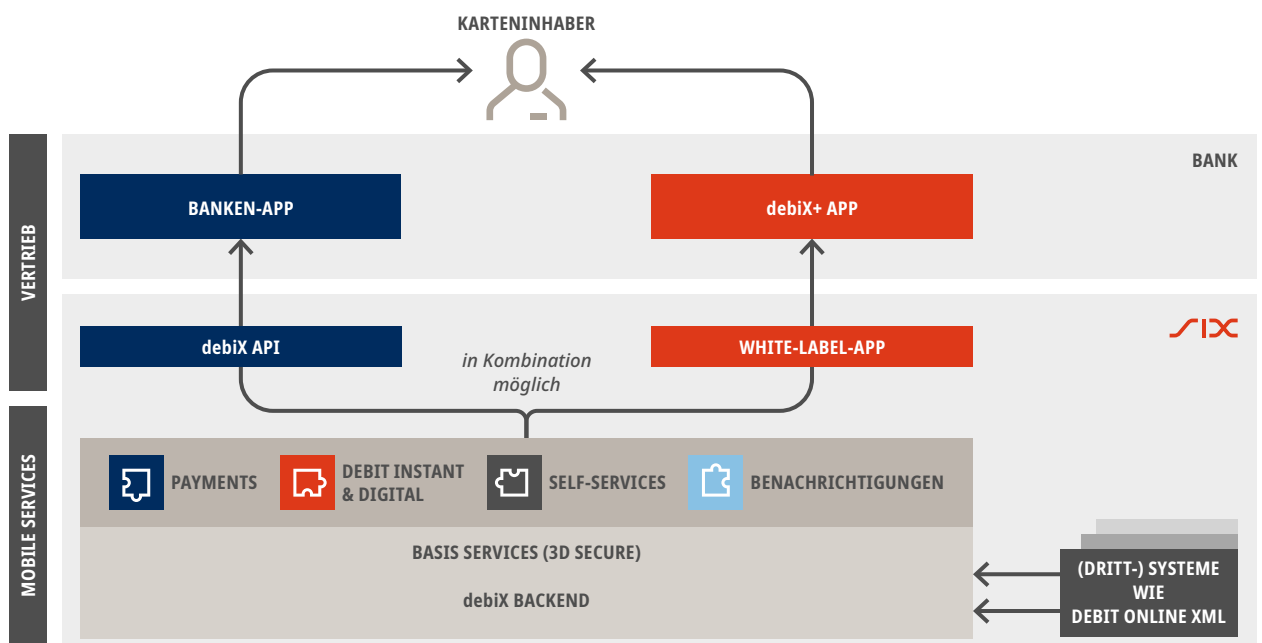 KARTENINHABER
BANK
VERTRIEB
BANKEN-APP
debiX+ APP
SIX
debiX API
in Kombination
möglich
WHITE-LABEL-APP
MOBILE SERVICES
PAYMENTS
DEBIT INSTANT
& DIGITAL
SELF-SERVICES
BENACHRICHTIGUNGEN
BASIS SERVICES (3D SECURE)
debiX BACKEND
(DRITT-) SYSTEME
WIE
DEBIT ONLINE XML